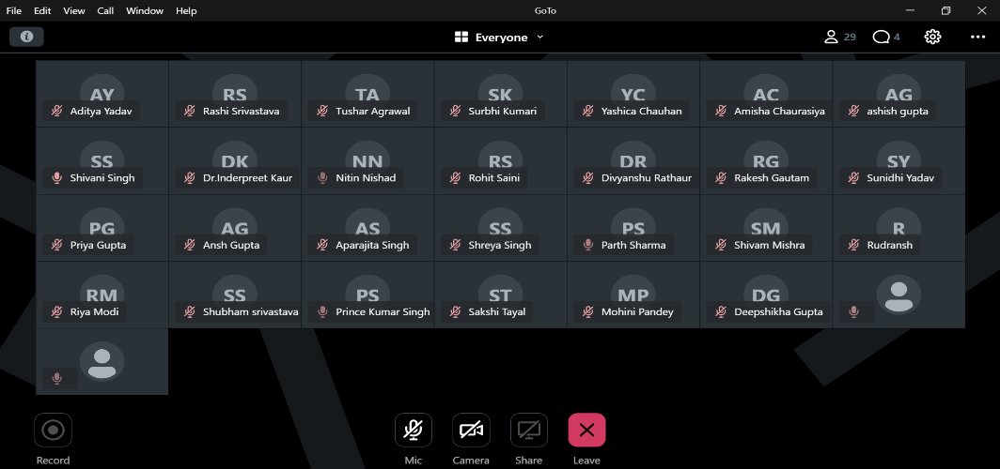 File Edit View Call Window Help
GoTo
Everyone
29
4
AY RS TA SK YC AC AG
Aditya Yadav Rashi Srivastava Tushar Agrawal Surbhi Kumari Yashica Chauhan Amisha Chaurasiya ashish gupta
SS DK NN RS DR RG SY
Shivani Singh Dr.Inderpreet Kaur Nitin Nishad Rohit Saini Divyanshu Rathaur Rakesh Gautam Sunidhi Yadav
PG AG AS SS PS SM R
Priya Gupta Ansh Gupta Aparajita Singh Shreya Singh Parth Sharma Shivam Mishra Rudransh
RM SS PS ST MP DG
Riya Modi Shubham srivastava Prince Kumar Singh Sakshi Tayal Mohini Pandey Deepshikha Gupta
Record Mic Camera Share Leave